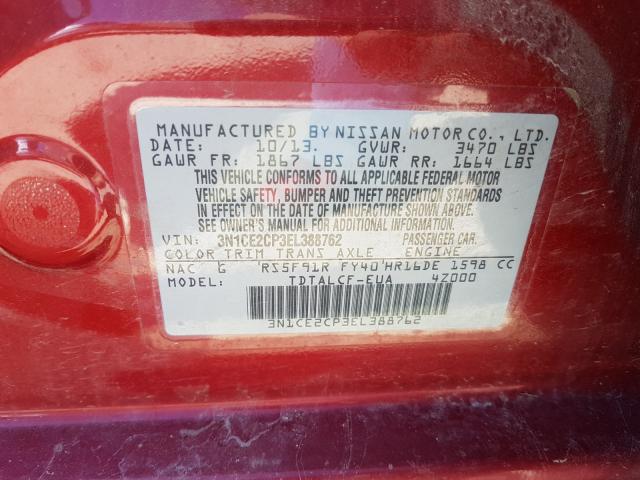 MANUFACTURED BY NISSAN MOTOR CO., LTD.
DATE: 10/13. GVWR: 3470 LBS
GAWR FR: 1867 LBS GAWR RR: 1664 LBS
THIS VEHICLE CONFORMS TO ALL APPLICABLE FEDERAL MOTOR
VEHICLE SAFETY, BUMPER AND THEFT PREVENTION STANDARDS
IN EFFECT ON THE DATE OF MANUFACTURE SHOWN ABOVE.
SEE OWNER'S MANUAL FOR ADDITIONAL INFORMATION.
VIN: 3N1CE2CP3EL388762 PASSENGER CAR.
COLOR TRIM TRANS AXLE ENGINE
NAC G RS5F91R FY40 HR16DE 1598 CC
MODEL: TDTALCF-EUA 4Z000
3N1CE2CP3EL388762